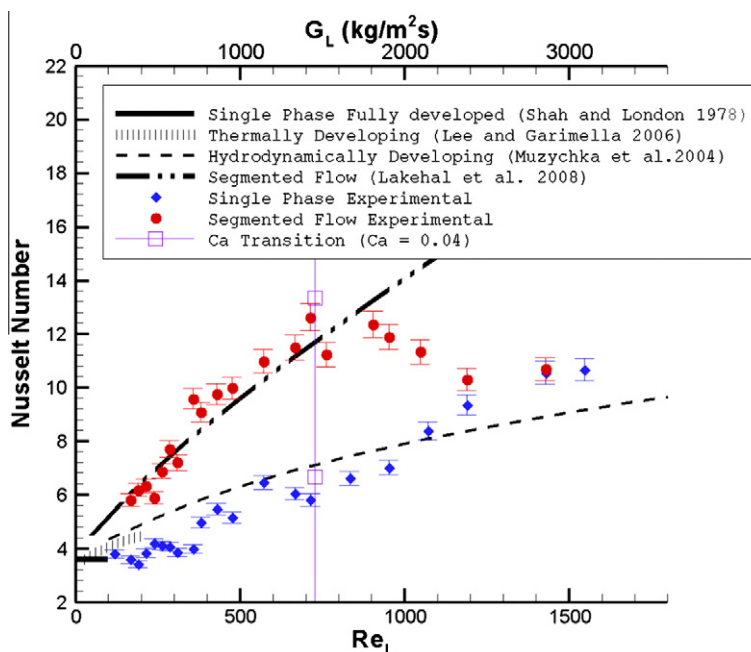 G_L (kg/m²s)
0 1000 2000 3000
22
20
18
16
14
12
10
8
6
4
2
Nusselt Number
Single Phase Fully developed (Shah and London 1978)
Thermally Developing (Lee and Garimella 2006)
Hydrodynamically Developing (Muzychka et al.2004)
Segmented Flow (Lakehal et al. 2008)
Single Phase Experimental
Segmented Flow Experimental
Ca Transition (Ca = 0.04)
0 500 1000 1500
Re_L